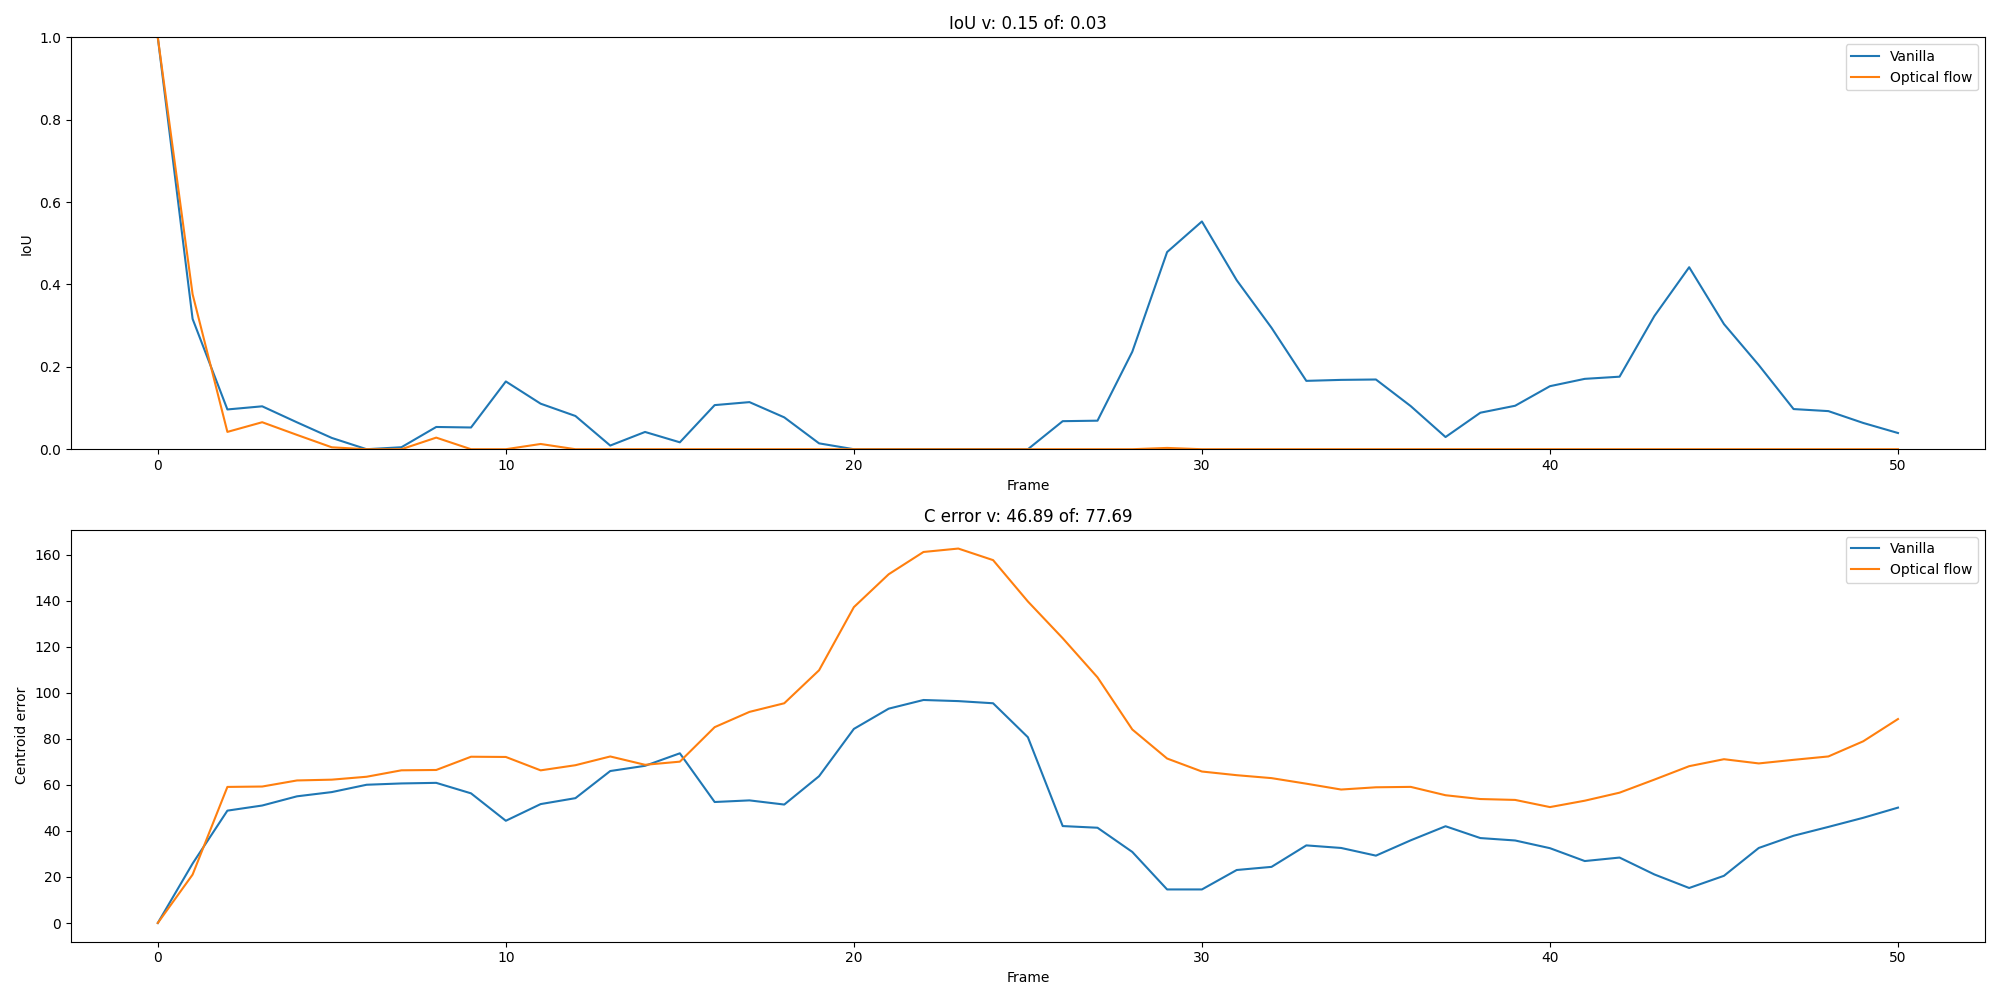 IoU v: 0.15 of: 0.03
1.0
0.8
0.6
0.4
0.2
0.0
IoU
Vanilla
Optical flow
0 10 20 30 40 50
Frame
C error v: 46.89 of: 77.69
160
140
120
100
80
60
40
20
0
Centroid error
Vanilla
Optical flow
0 10 20 30 40 50
Frame